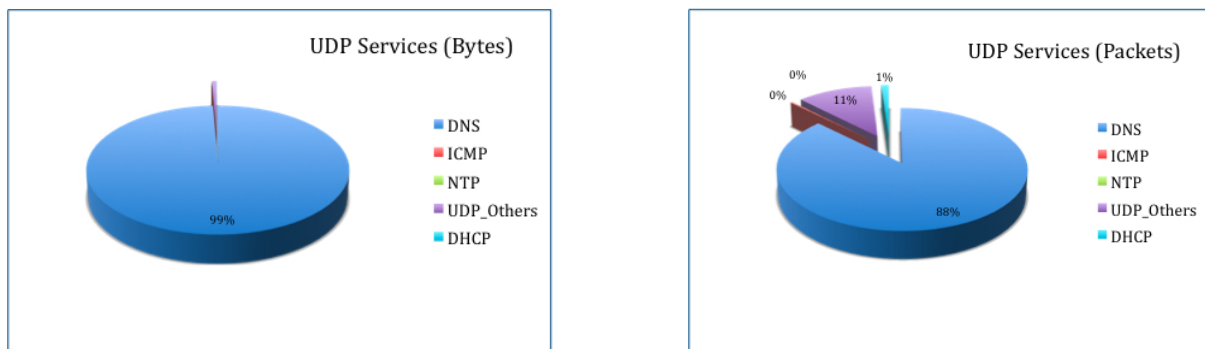 UDP Services (Bytes)
99%
DNS
ICMP
NTP
UDP_Others
DHCP
UDP Services (Packets)
0%
0%
11%
1%
88%
DNS
ICMP
NTP
UDP_Others
DHCP